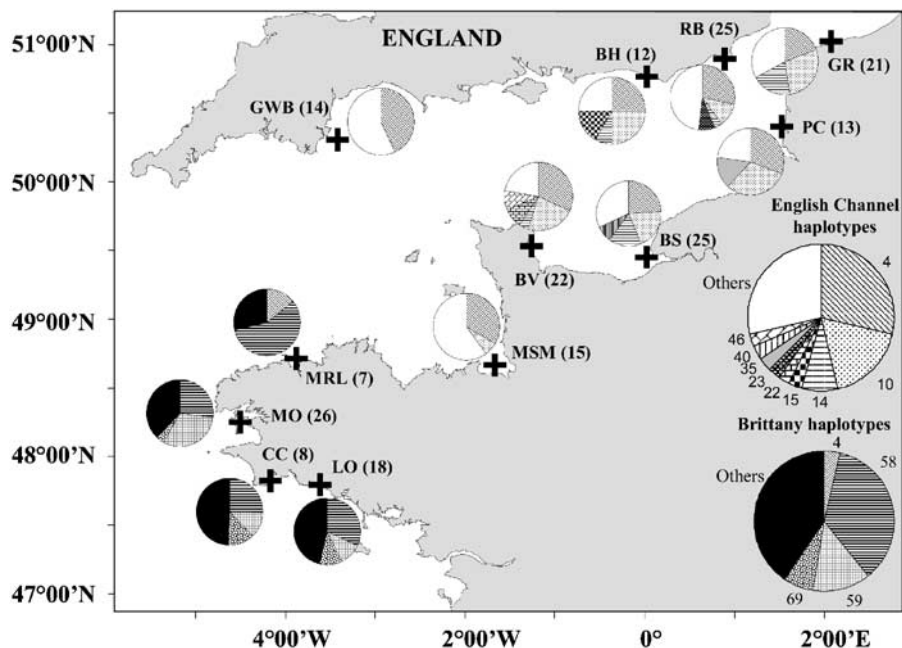 51°00'N
50°00'N
49°00'N
48°00'N
47°00'N
ENGLAND
RB (25)
BH (12)
GR (21)
GWB (14)
PC (13)
BS (25)
BV (22)
MSM (15)
MRL (7)
MO (26)
CC (8)
LO (18)
English Channel
haplotypes
4
Others
46
40
35
23
22
15
14
10
Brittany haplotypes
4
58
Others
69
59
4°00'W
2°00'W
0°
2°00'E